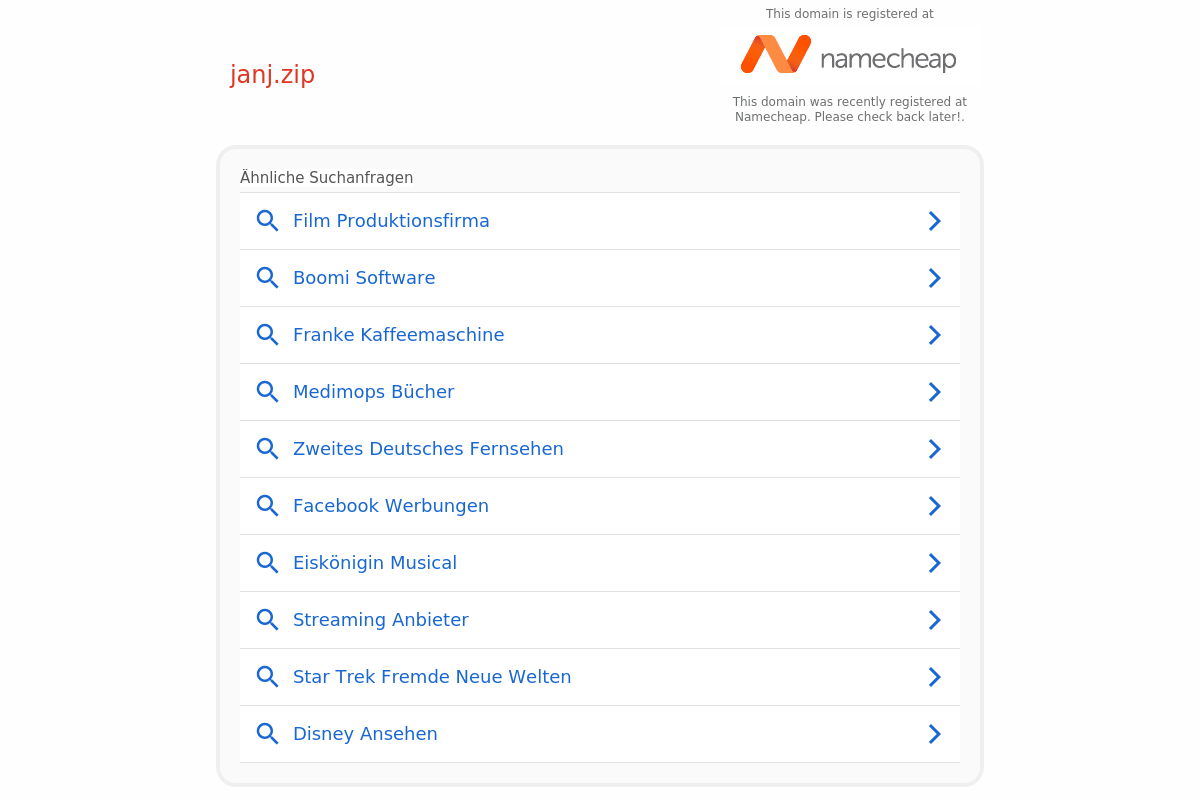 This domain is registered at
namecheap
janj.zip
This domain was recently registered at
Namecheap. Please check back later!.
Ähnliche Suchanfragen
Film Produktionsfirma
Boomi Software
Franke Kaffeemaschine
Medimops Bücher
Zweites Deutsches Fernsehen
Facebook Werbungen
Eiskönigin Musical
Streaming Anbieter
Star Trek Fremde Neue Welten
Disney Ansehen